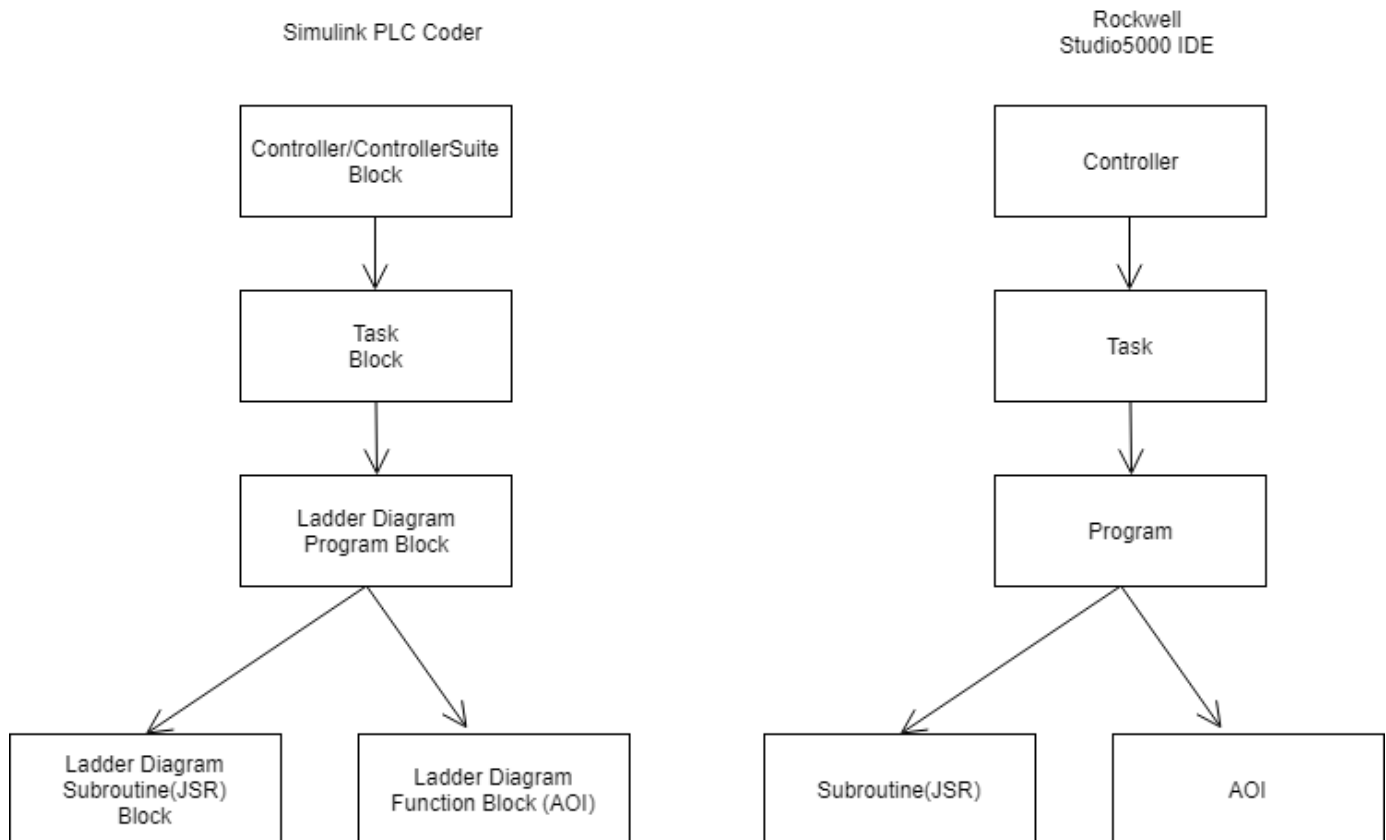 Simulink PLC Coder
Rockwell
Studio5000 IDE
Controller/ControllerSuite
Block
Controller
Task
Block
Task
Ladder Diagram
Program Block
Program
Ladder Diagram
Subroutine(JSR)
Block
Ladder Diagram
Function Block (AOI)
Subroutine(JSR)
AOI